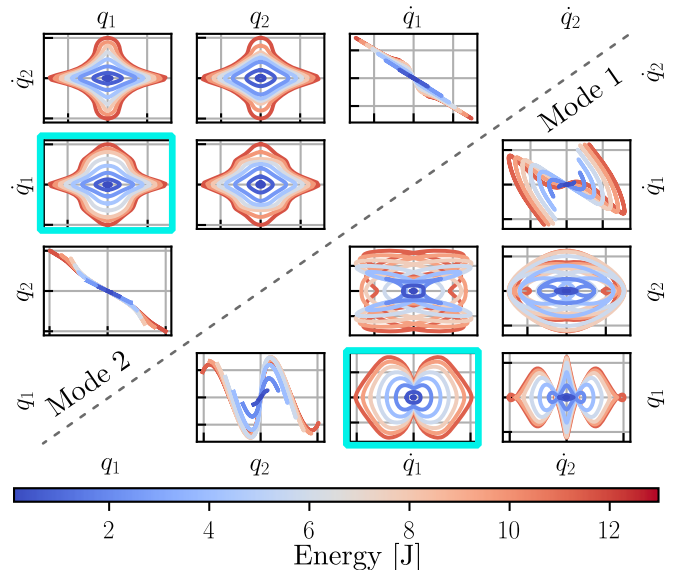 q₁ q₂ q̇₁ q̇₂
q̇₂ q̇₂
Mode 1
q̇₁ q̇₁
q₂ q₂
Mode 2
q₁ q₁
q₁ q₂ q̇₁ q̇₂
2 4 6 8 10 12
Energy [J]